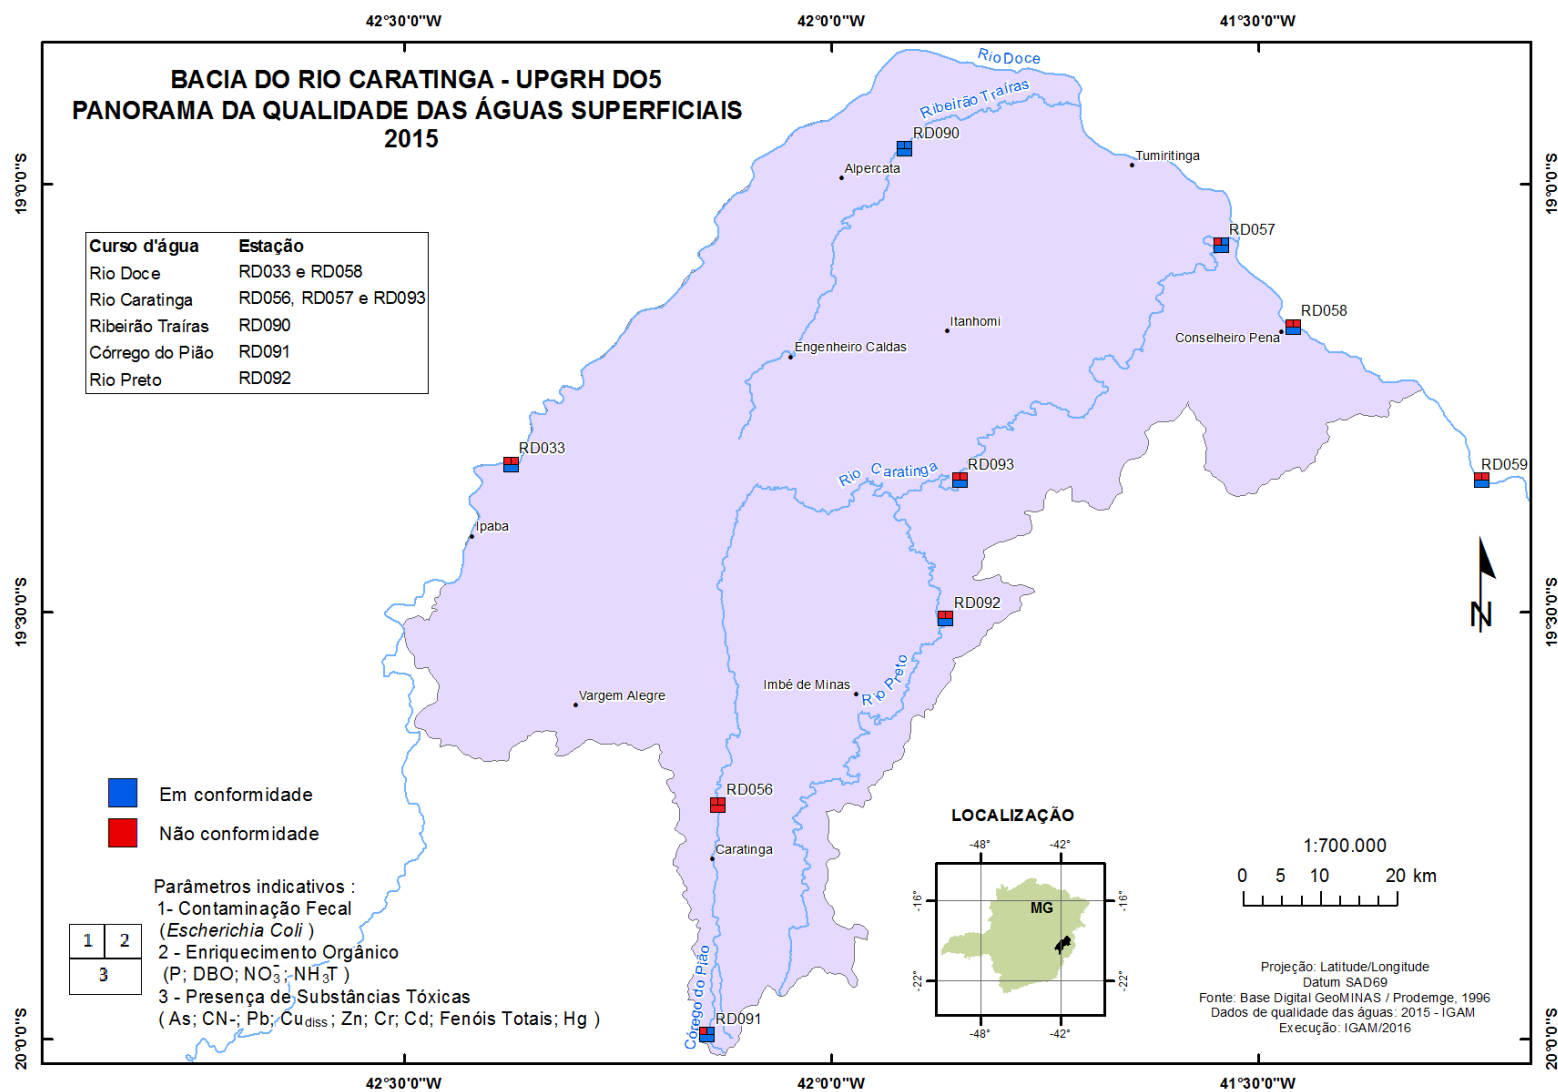 42°30'0"W 42°0'0"W 41°30'0"W
BACIA DO RIO CARATINGA - UPGRH DO5
PANORAMA DA QUALIDADE DAS ÁGUAS SUPERFICIAIS
2015
Rio Doce
Ribeirão Traíras
RD090
Alpercata
Tumiritinga
19°0'0"S 19°0'0"S
RD057
Curso d'água Estação
Rio Doce RD033 e RD058
Rio Caratinga RD056, RD057 e RD093
Ribeirão Traíras RD090
Córrego do Pião RD091
Rio Preto RD092
RD058
Itanhomi
Conselheiro Pena
Engenheiro Caldas
RD033
Rio Caratinga
RD093
RD059
Ipaba
N
RD092
19°30'0"S 19°30'0"S
Rio Preto
Imbé de Minas
Vargem Alegre
RD056
Caratinga
Córego do Pião
RD091
Em conformidade
Não conformidade
Parâmetros indicativos :
1- Contaminação Fecal
(Escherichia Coli )
2 - Enriquecimento Orgânico
(P; DBO; NO₃⁻; NH₃T )
3 - Presença de Substâncias Tóxicas
( As; CN-; Pb; Cu diss; Zn; Cr; Cd; Fenóis Totais; Hg )
1 2
3
LOCALIZAÇÃO
-48° -42°
-16° -16°
MG
-22° -22°
-48° -42°
1:700.000
0 5 10 20 km
Projeção: Latitude/Longitude
Datum SAD69
Fonte: Base Digital GeoMINAS / Prodemge, 1996
Dados de qualidade das águas: 2015 - IGAM
Execução: IGAM/2016
20°0'0"S 20°0'0"S
42°30'0"W 42°0'0"W 41°30'0"W